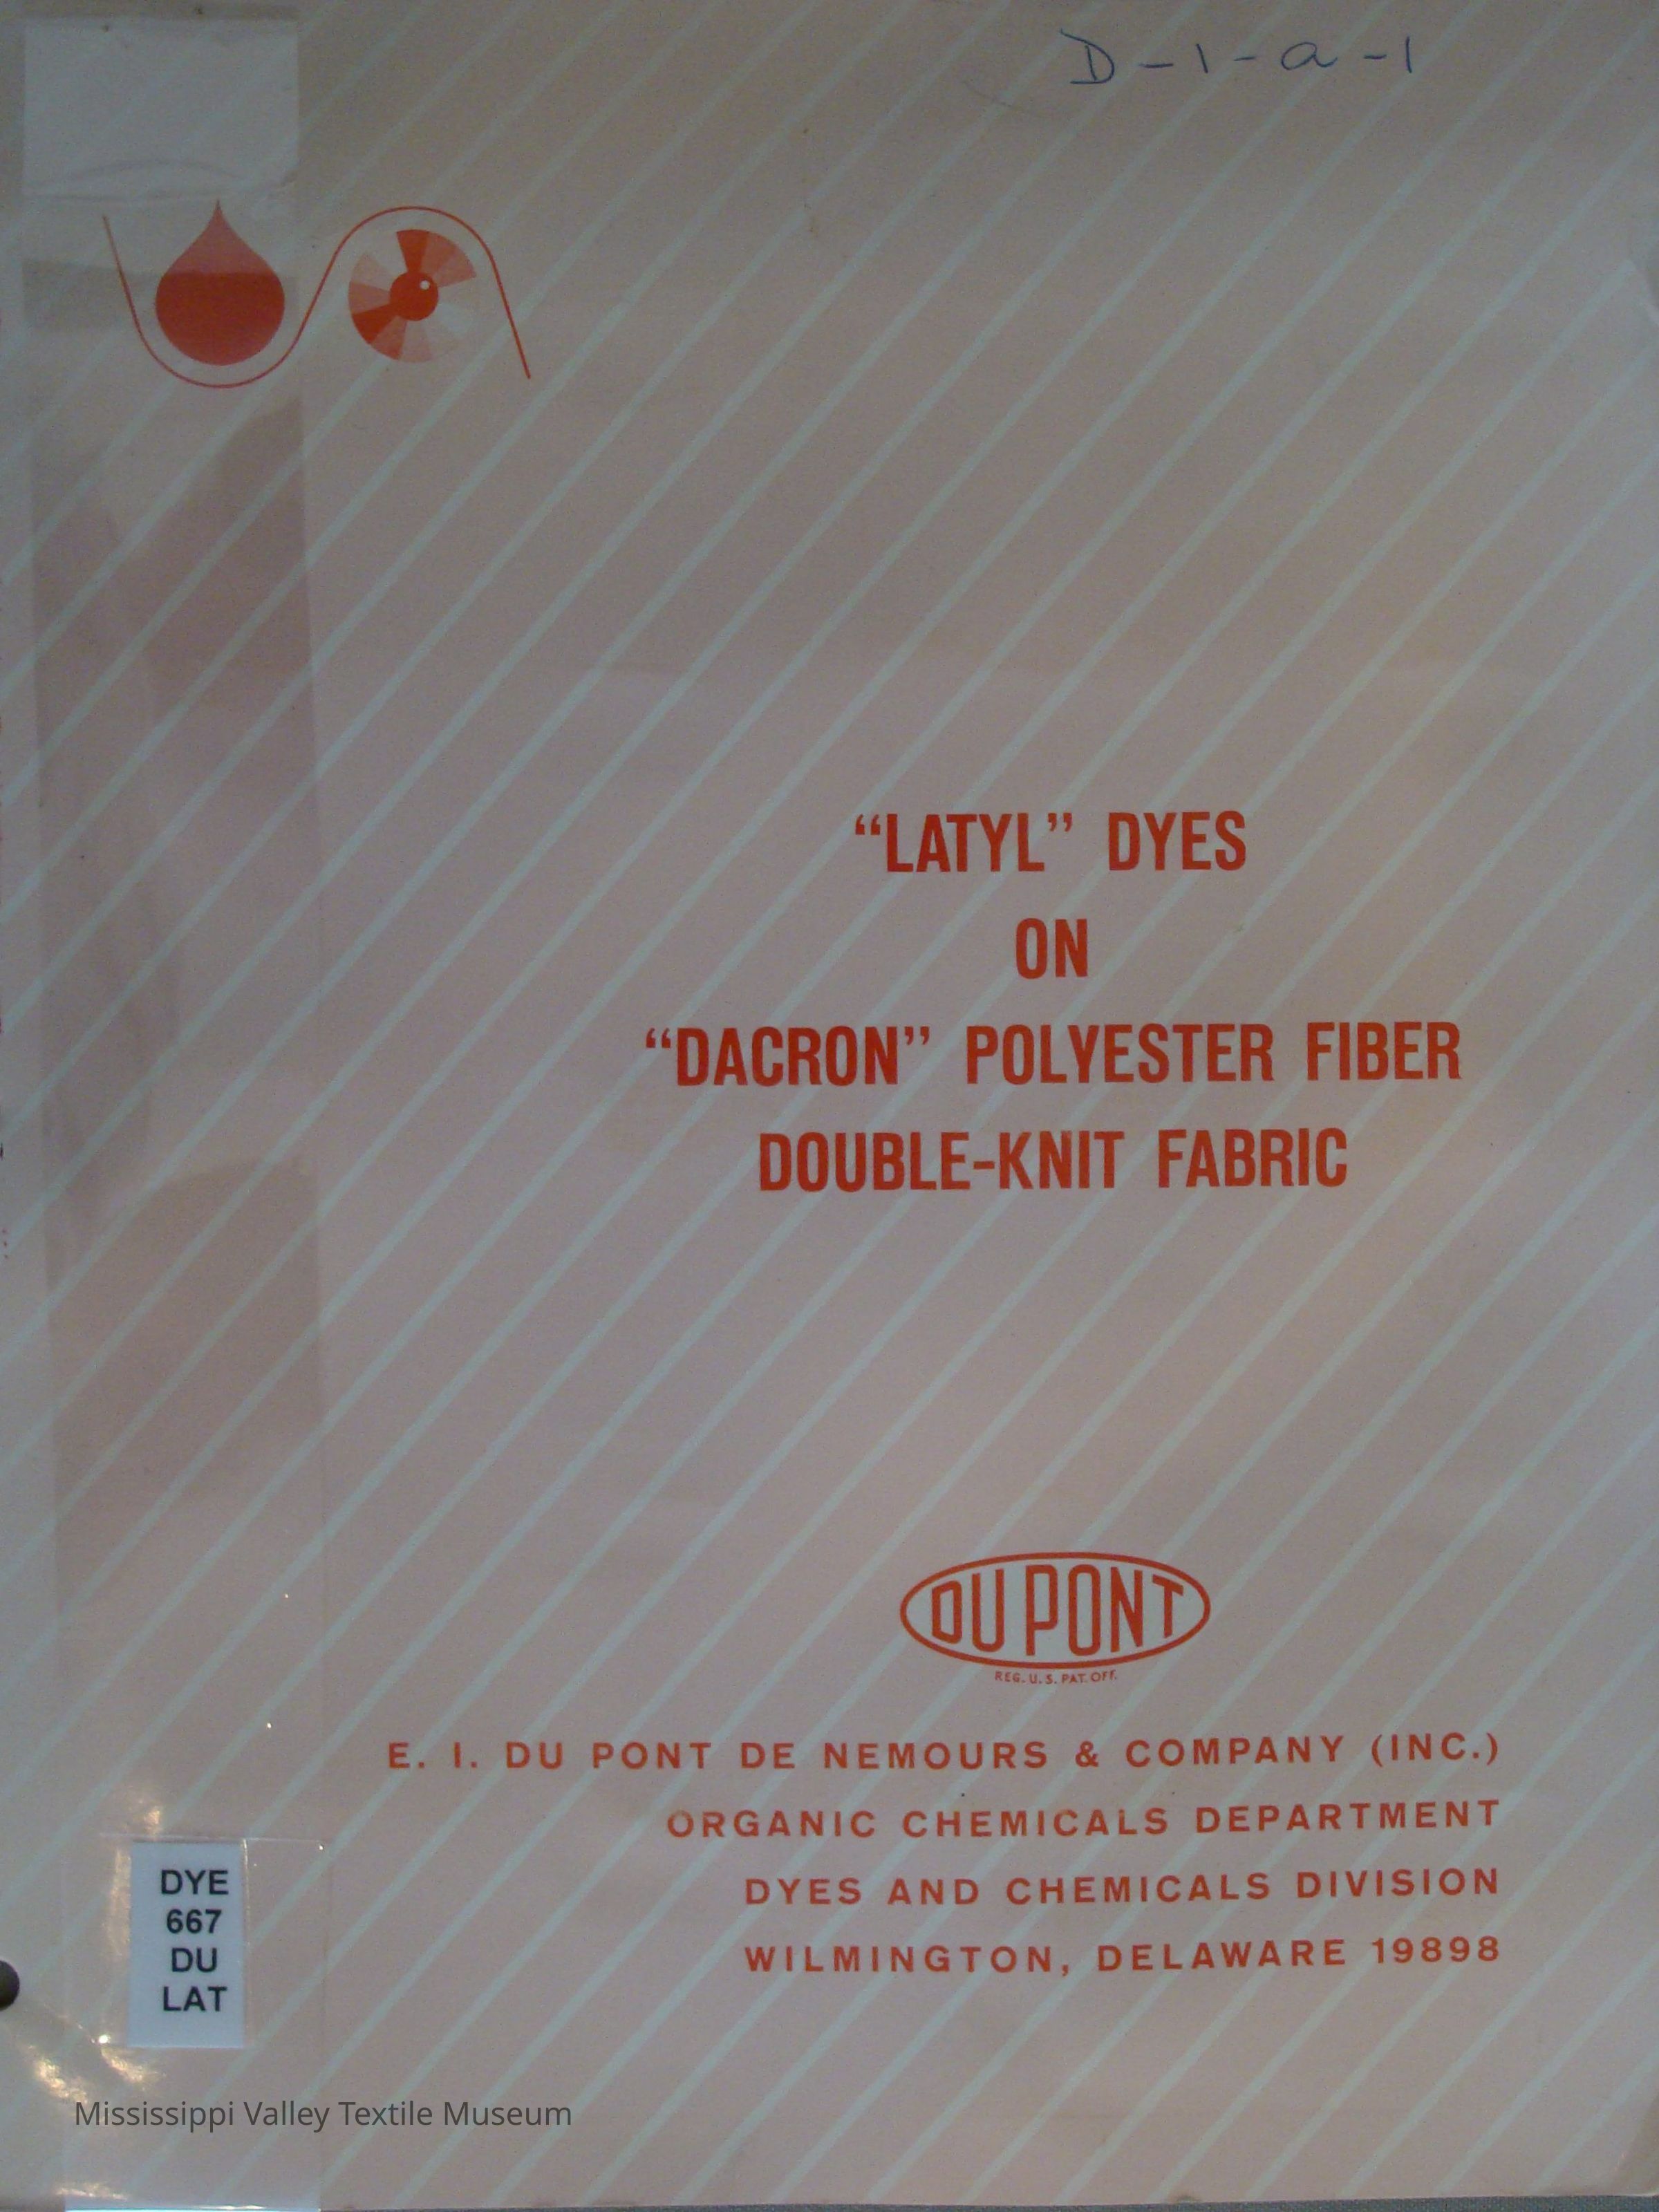 D-1-a-1
“LATYL” DYES
ON
“DACRON” POLYESTER FIBER
DOUBLE-KNIT FABRIC
DU PONT
REG. U. S. PAT. OFF.
E. I. DU PONT DE NEMOURS & COMPANY (INC.)
ORGANIC CHEMICALS DEPARTMENT
DYES AND CHEMICALS DIVISION
WILMINGTON, DELAWARE 19898
DYE
667
DU
LAT
Mississippi Valley Textile Museum